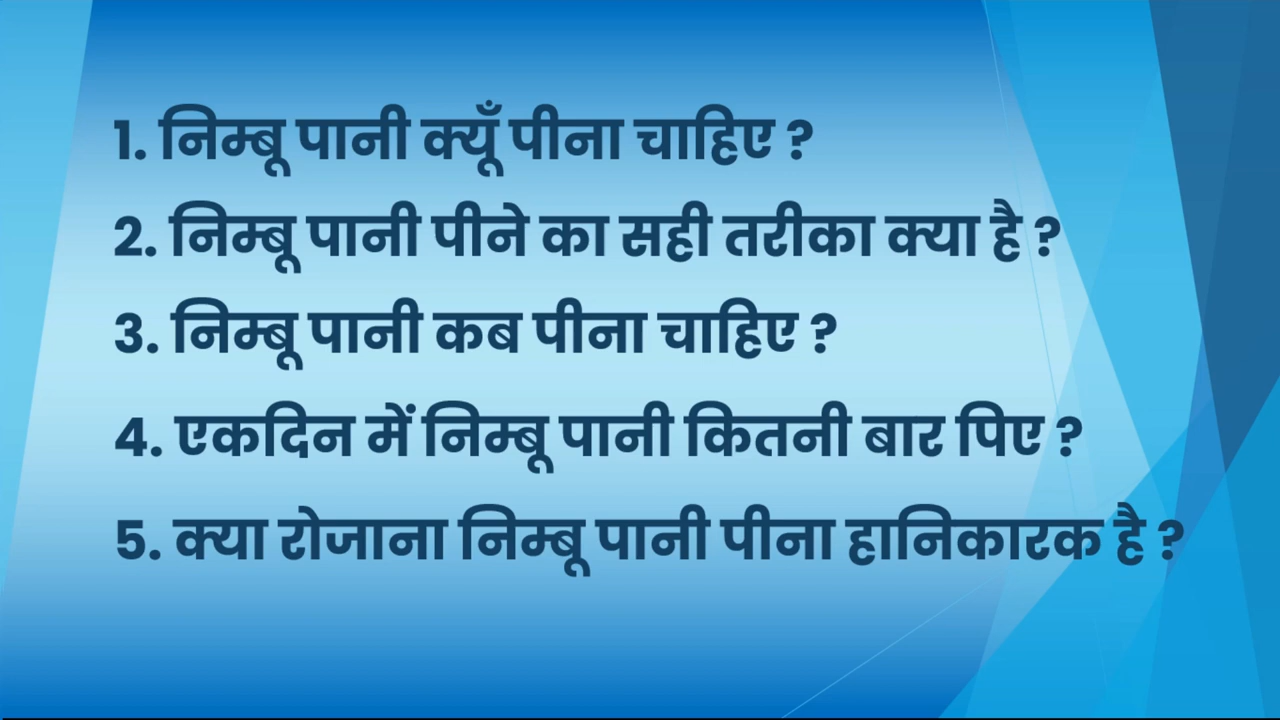 1. निम्बू पानी क्यूँ पीना चाहिए ?
2. निम्बू पानी पीने का सही तरीका क्या है ?
3. निम्बू पानी कब पीना चाहिए ?
4. एकदिन में निम्बू पानी कितनी बार पिए ?
5. क्या रोजाना निम्बू पानी पीना हानिकारक है ?